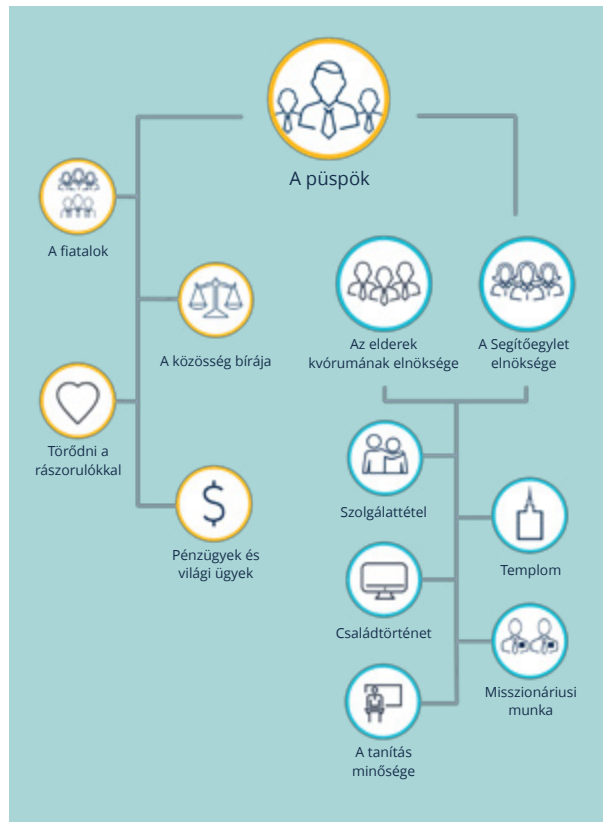 A püspök
A fiatalok
A közösség bírája
Törődni a
rászorulókkal
$
Pénzügyek és
világi ügyek
Az elderek
kvórumának elnöksége
A Segítőegylet
elnöksége
Szolgálattétel
Templom
Családtörténet
Misszionáriusi
munka
A tanítás
minősége